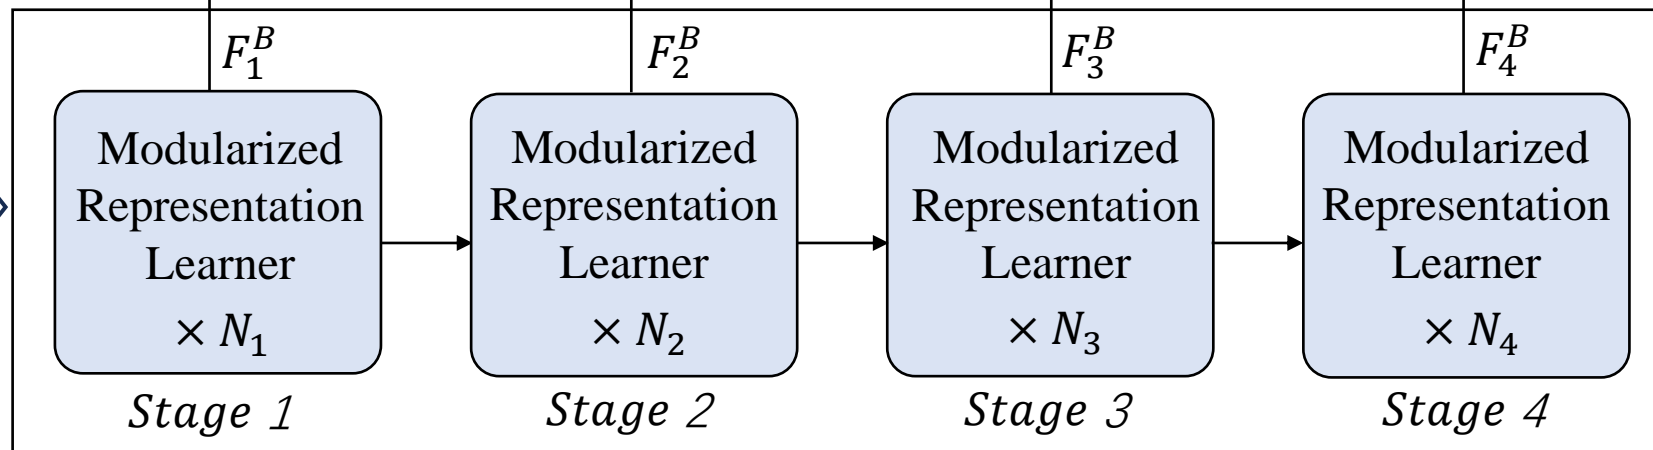 F_1^B
F_2^B
F_3^B
F_4^B
Modularized
Representation
Learner
× N_1
Modularized
Representation
Learner
× N_2
Modularized
Representation
Learner
× N_3
Modularized
Representation
Learner
× N_4
Stage 1
Stage 2
Stage 3
Stage 4